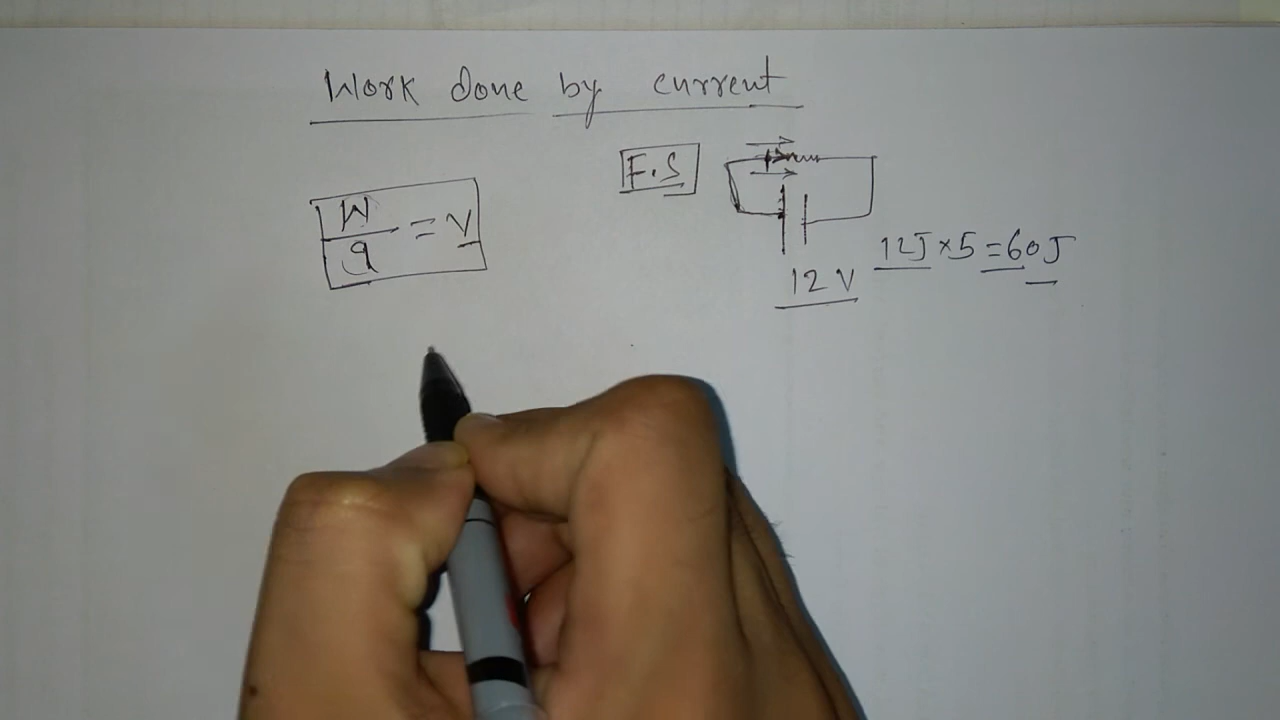 Work done by current
F.S
W/q = V
12J×5=60J
12 V